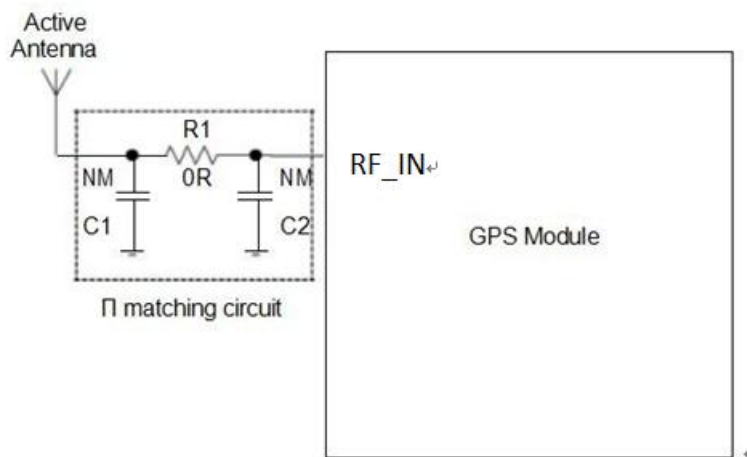 Active
Antenna
R1
NM
0R
NM
C1
C2
Π matching circuit
RF_IN↵
GPS Module